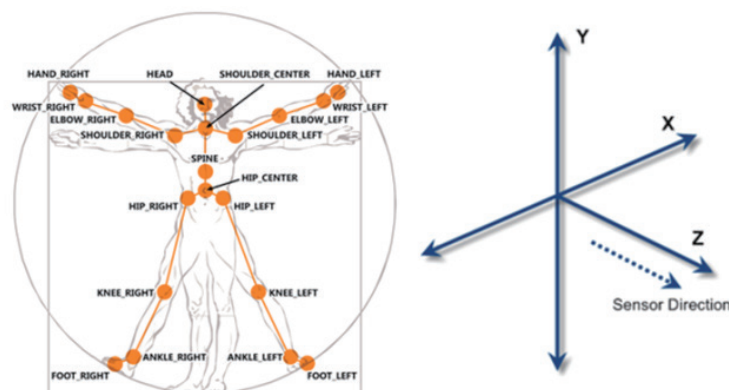 HAND_RIGHT
HEAD
SHOULDER_CENTER
HAND_LEFT
WRIST_RIGHT
WRIST_LEFT
ELBOW_RIGHT
ELBOW_LEFT
SHOULDER_RIGHT
SHOULDER_LEFT
SPINE
HIP_CENTER
HIP_RIGHT
HIP_LEFT
KNEE_RIGHT
KNEE_LEFT
ANKLE_RIGHT
ANKLE_LEFT
FOOT_RIGHT
FOOT_LEFT
Y
X
Z
Sensor Direction